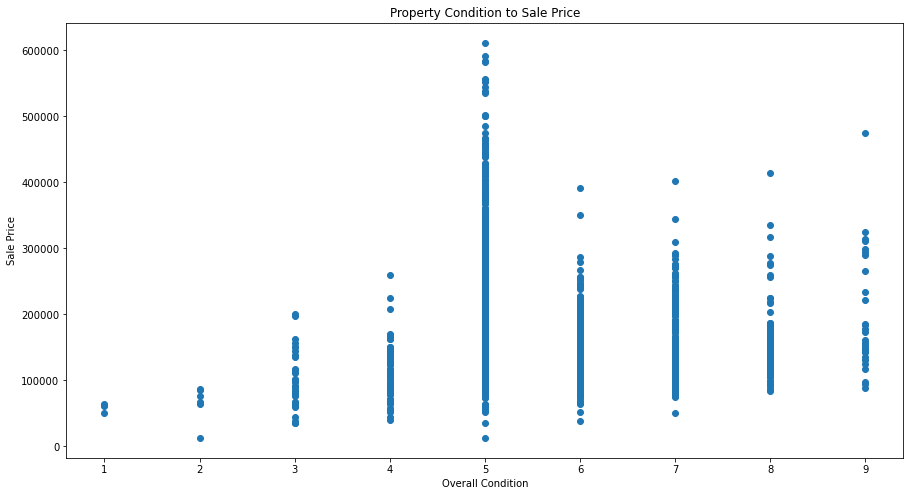 Property Condition to Sale Price
600000
500000
400000
300000
200000
100000
0
Sale Price
1 2 3 4 5 6 7 8 9
Overall Condition